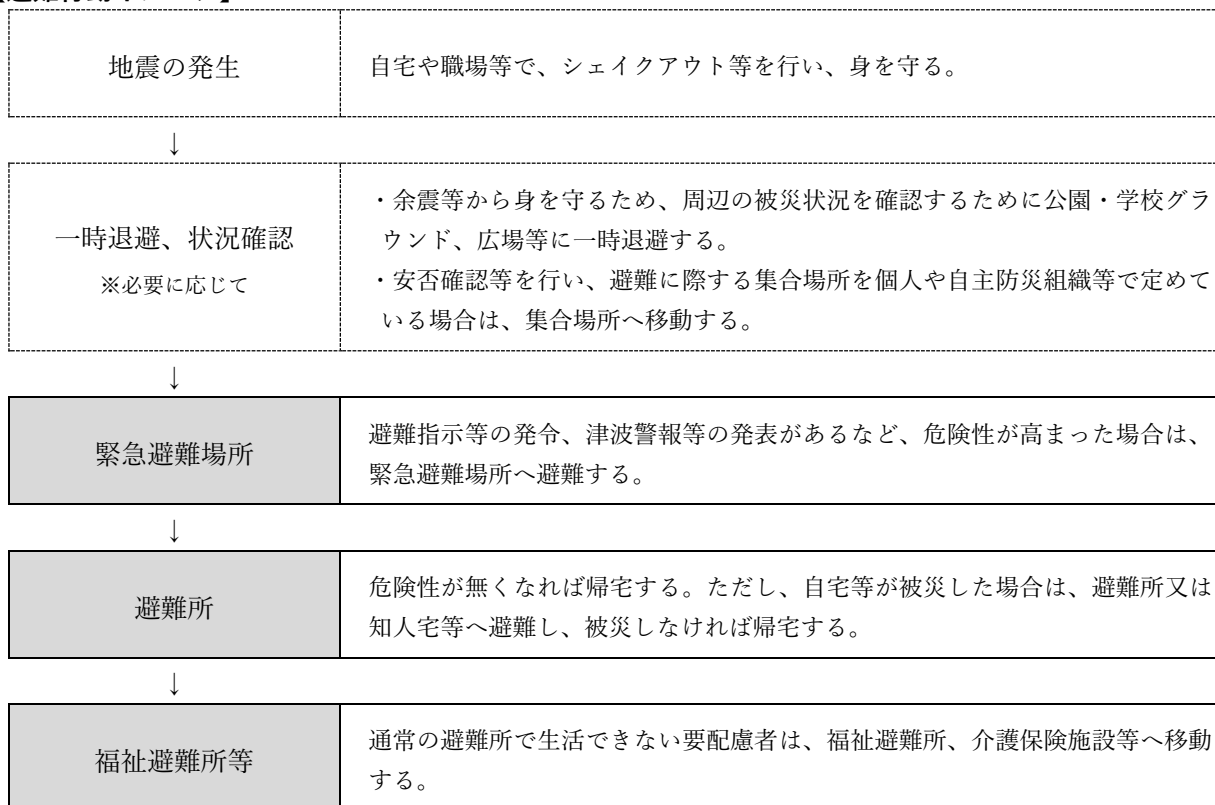 地震の発生
自宅や職場等で、シェイクアウト等を行い、身を守る。
↓
一時退避、状況確認
※必要に応じて
・余震等から身を守るため、周辺の被災状況を確認するために公園・学校グラ
ウンド、広場等に一時退避する。
・安否確認等を行い、避難に際する集合場所を個人や自主防災組織等で定めて
いる場合は、集合場所へ移動する。
↓
緊急避難場所
避難指示等の発令、津波警報等の発表があるなど、危険性が高まった場合は、
緊急避難場所へ避難する。
↓
避難所
危険性が無くなれば帰宅する。ただし、自宅等が被災した場合は、避難所又は
知人宅等へ避難し、被災しなければ帰宅する。
↓
福祉避難所等
通常の避難所で生活できない要配慮者は、福祉避難所、介護保険施設等へ移動
する。